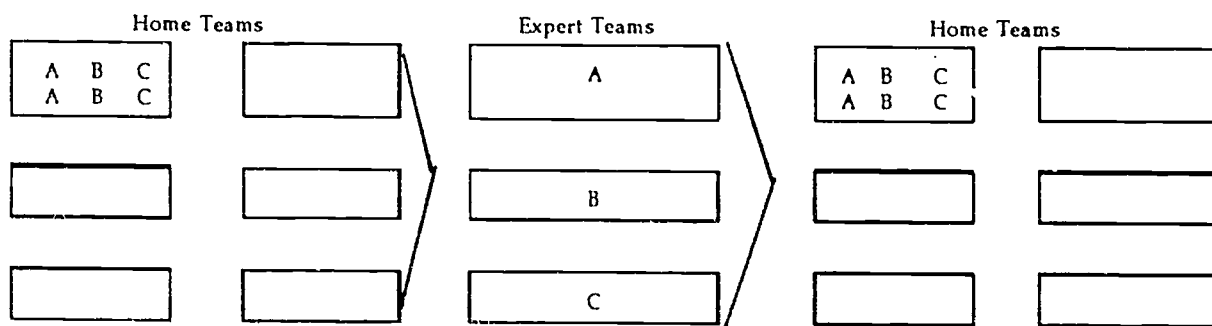 Home Teams
Expert Teams
Home Teams
A B C
A B C
A
A B C
A B C
B
C